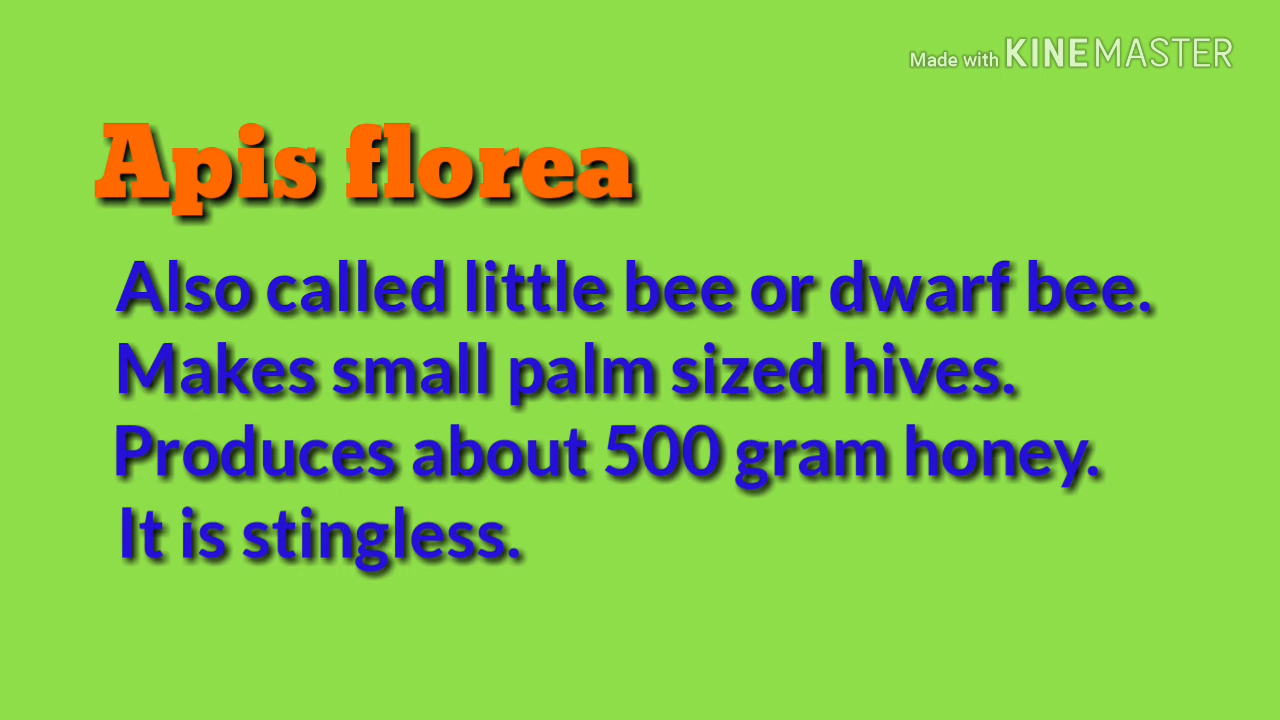 Made with KINEMASTER
Apis florea
Also called little bee or dwarf bee.
Makes small palm sized hives.
Produces about 500 gram honey.
It is stingless.